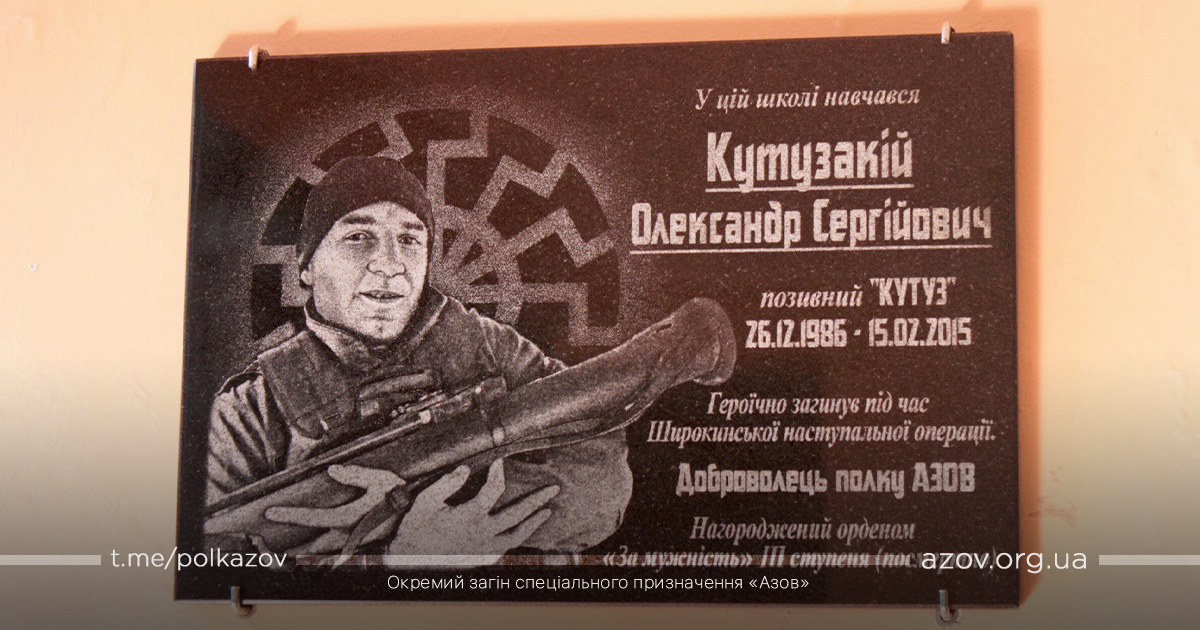 У цій школі навчався
Кутузакій
Олександр Сергійович
позивний "КУТУЗ"
26.12.1986 - 15.02.2015
Героїчно загинув під час
Широкинської наступальної операції.
Доброволець полку АЗОВ
Нагороджений орденом
«За мужність» ІІІ ступеня
t.me/polkazov
azov.org.ua
Окремий загін спеціального призначення «Азов»